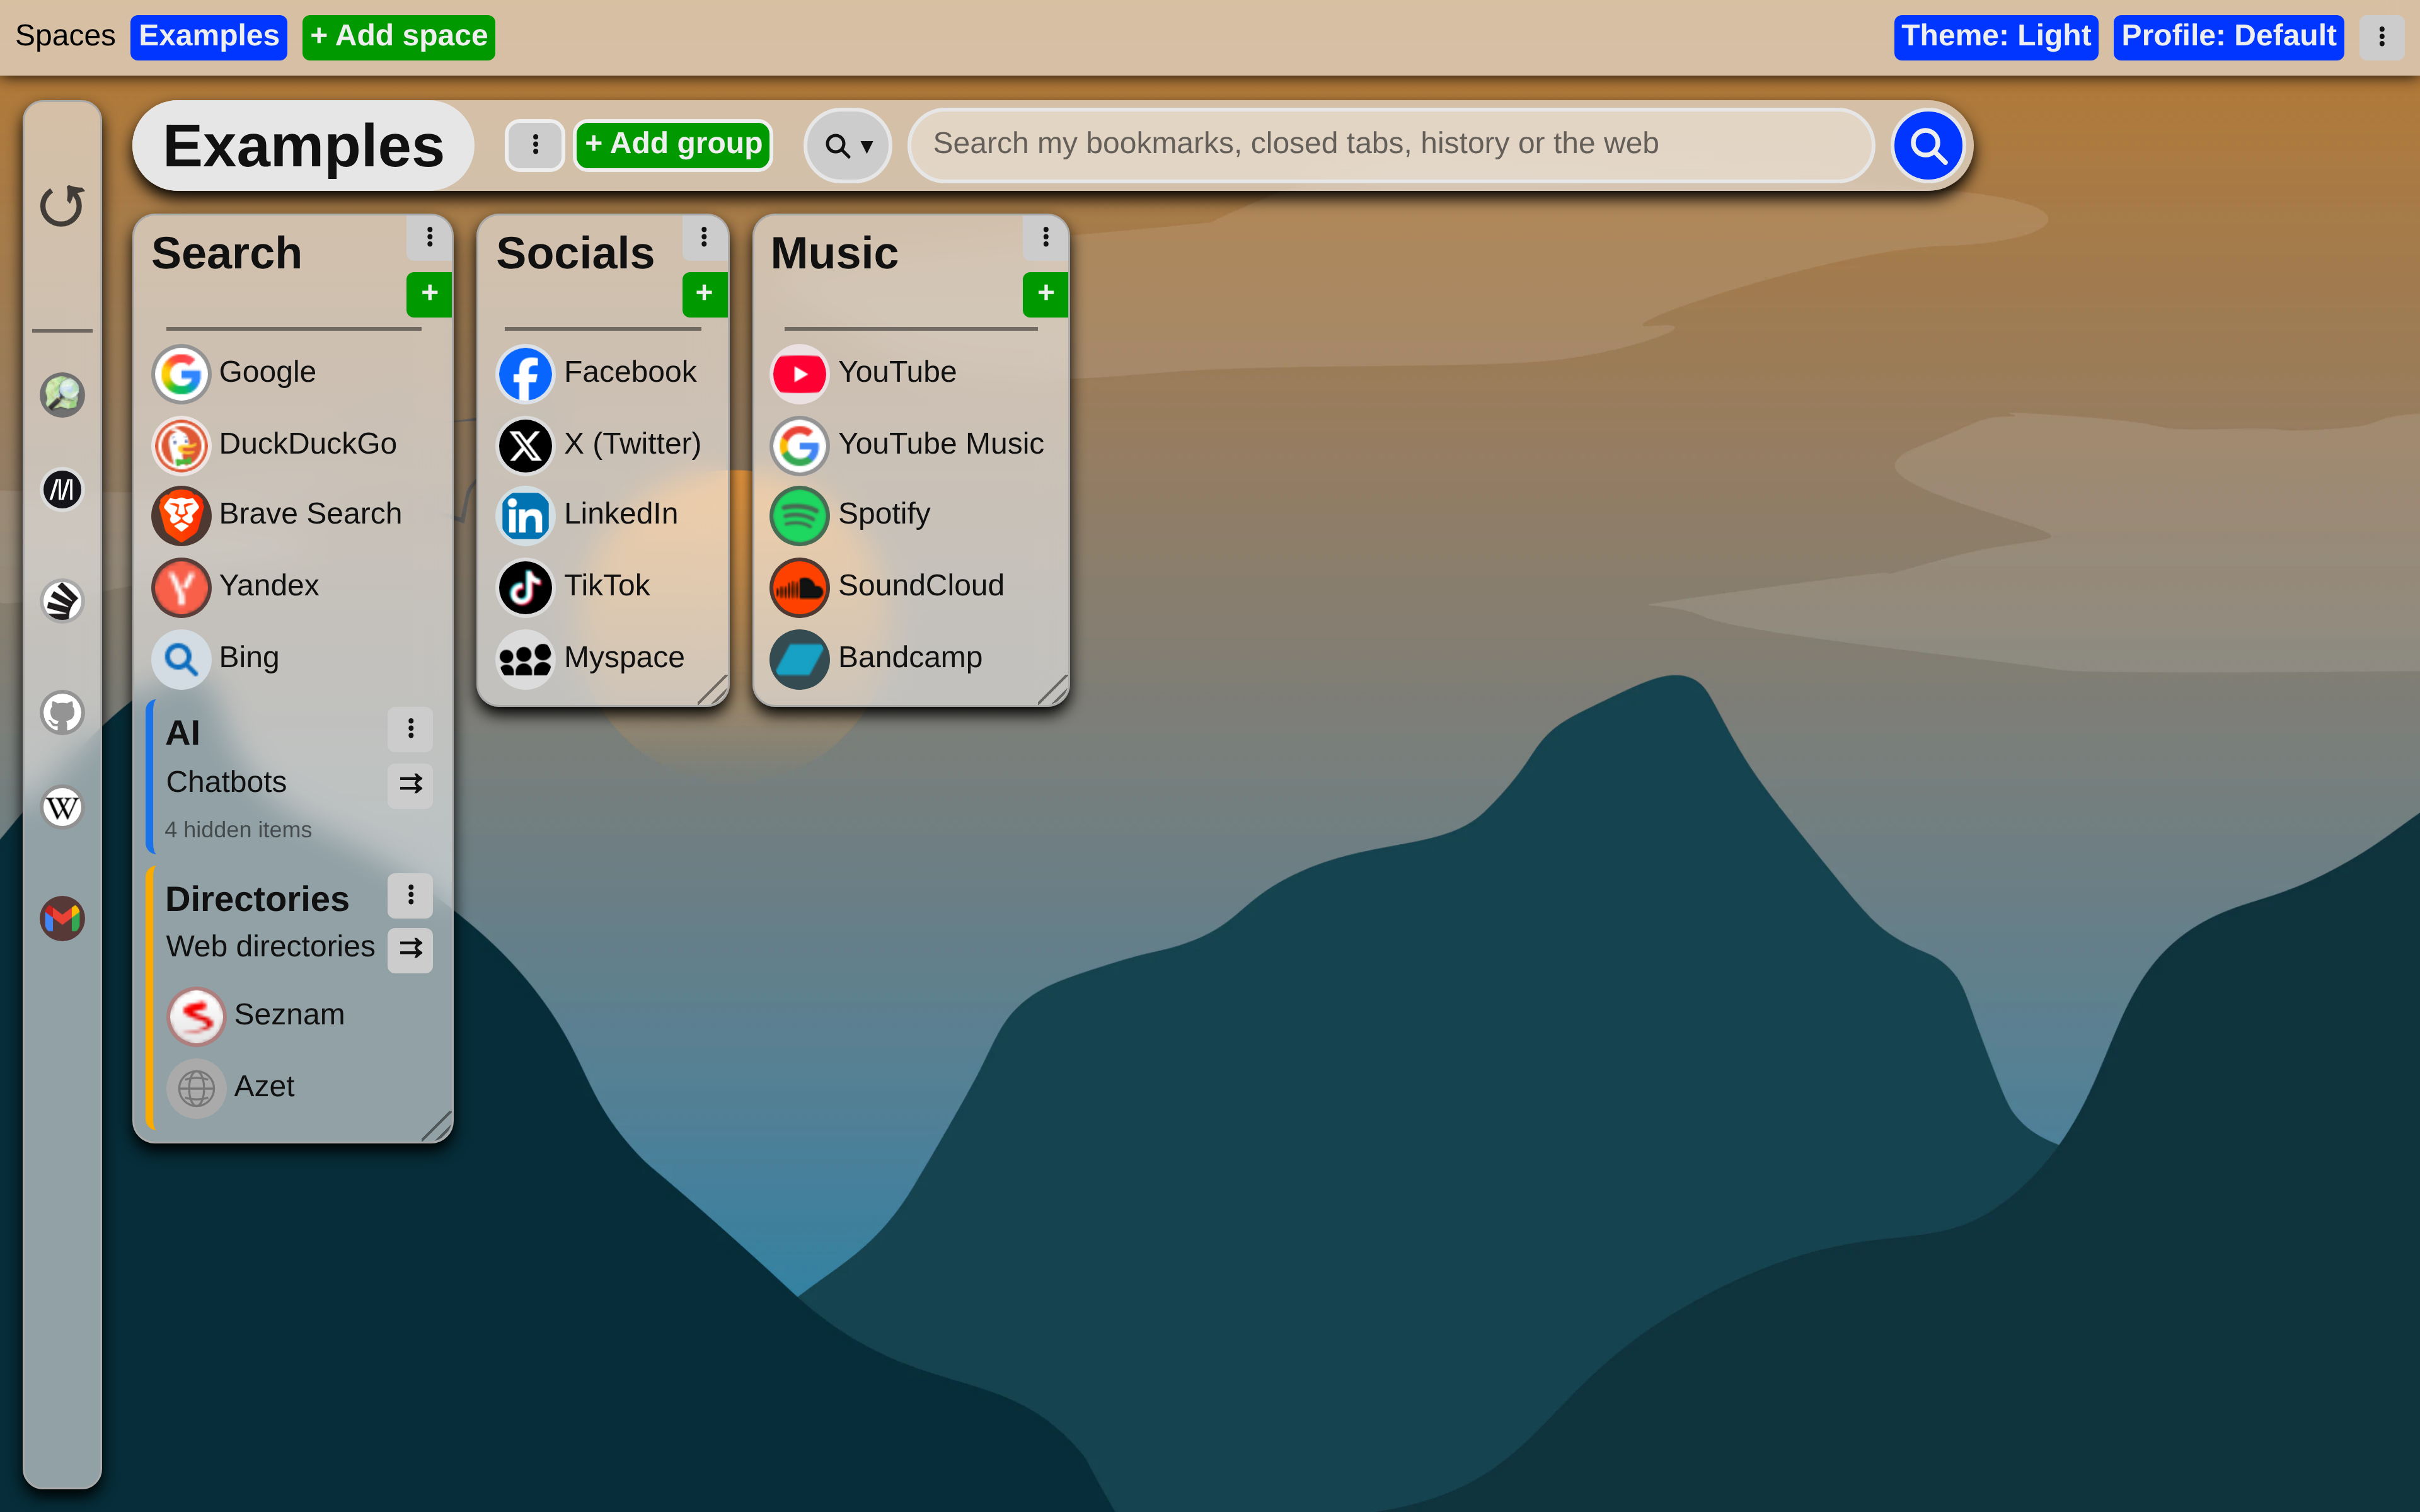 Spaces Examples + Add space Theme: Light Profile: Default
Examples + Add group Search my bookmarks, closed tabs, history or the web
Search
+
Google
DuckDuckGo
Brave Search
Yandex
Bing
AI
Chatbots
4 hidden items
Directories
Web directories
Seznam
Azet
Socials
+
Facebook
X (Twitter)
LinkedIn
TikTok
Myspace
Music
+
YouTube
YouTube Music
Spotify
SoundCloud
Bandcamp